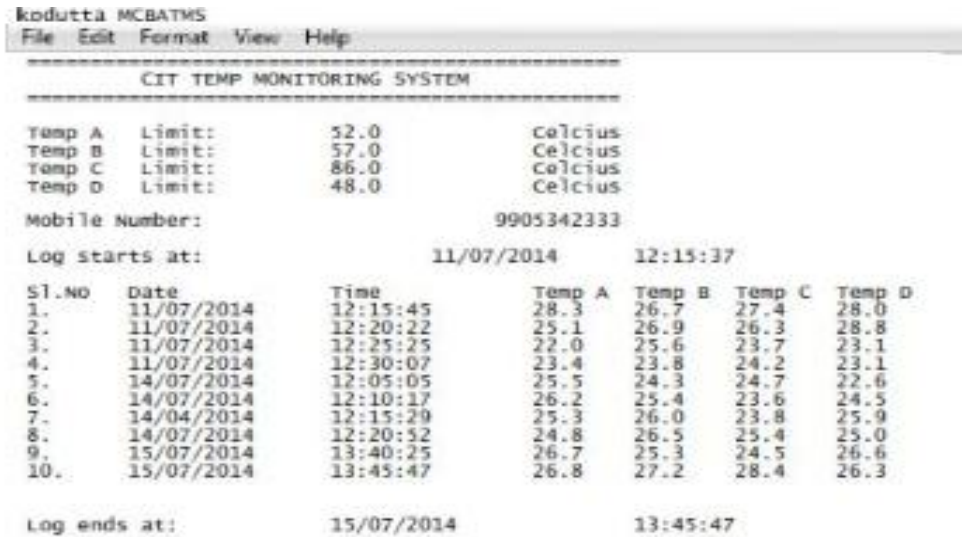 kodutta MCBATMS
File Edit Format View Help
==================================================
CIT TEMP MONITORING SYSTEM
==================================================
Temp A Limit: 52.0 Celcius
Temp B Limit: 57.0 Celcius
Temp C Limit: 86.0 Celcius
Temp D Limit: 48.0 Celcius
Mobile Number: 9905342333
Log starts at: 11/07/2014 12:15:37
Sl.NO Date Time Temp A Temp B Temp C Temp D
1. 11/07/2014 12:15:45 28.3 26.7 27.4 28.0
2. 11/07/2014 12:20:22 25.1 26.9 26.3 28.8
3. 11/07/2014 12:25:25 22.0 25.6 23.7 23.1
4. 11/07/2014 12:30:07 23.4 23.8 24.2 23.1
5. 14/07/2014 12:05:05 25.5 24.3 24.7 22.6
6. 14/07/2014 12:10:17 26.2 25.4 23.6 24.5
7. 14/04/2014 12:15:29 25.3 26.0 23.8 25.9
8. 14/07/2014 12:20:52 24.8 26.5 25.4 25.0
9. 15/07/2014 13:40:25 26.7 25.3 24.5 26.6
10. 15/07/2014 13:45:47 26.8 27.2 28.4 26.3
Log ends at: 15/07/2014 13:45:47